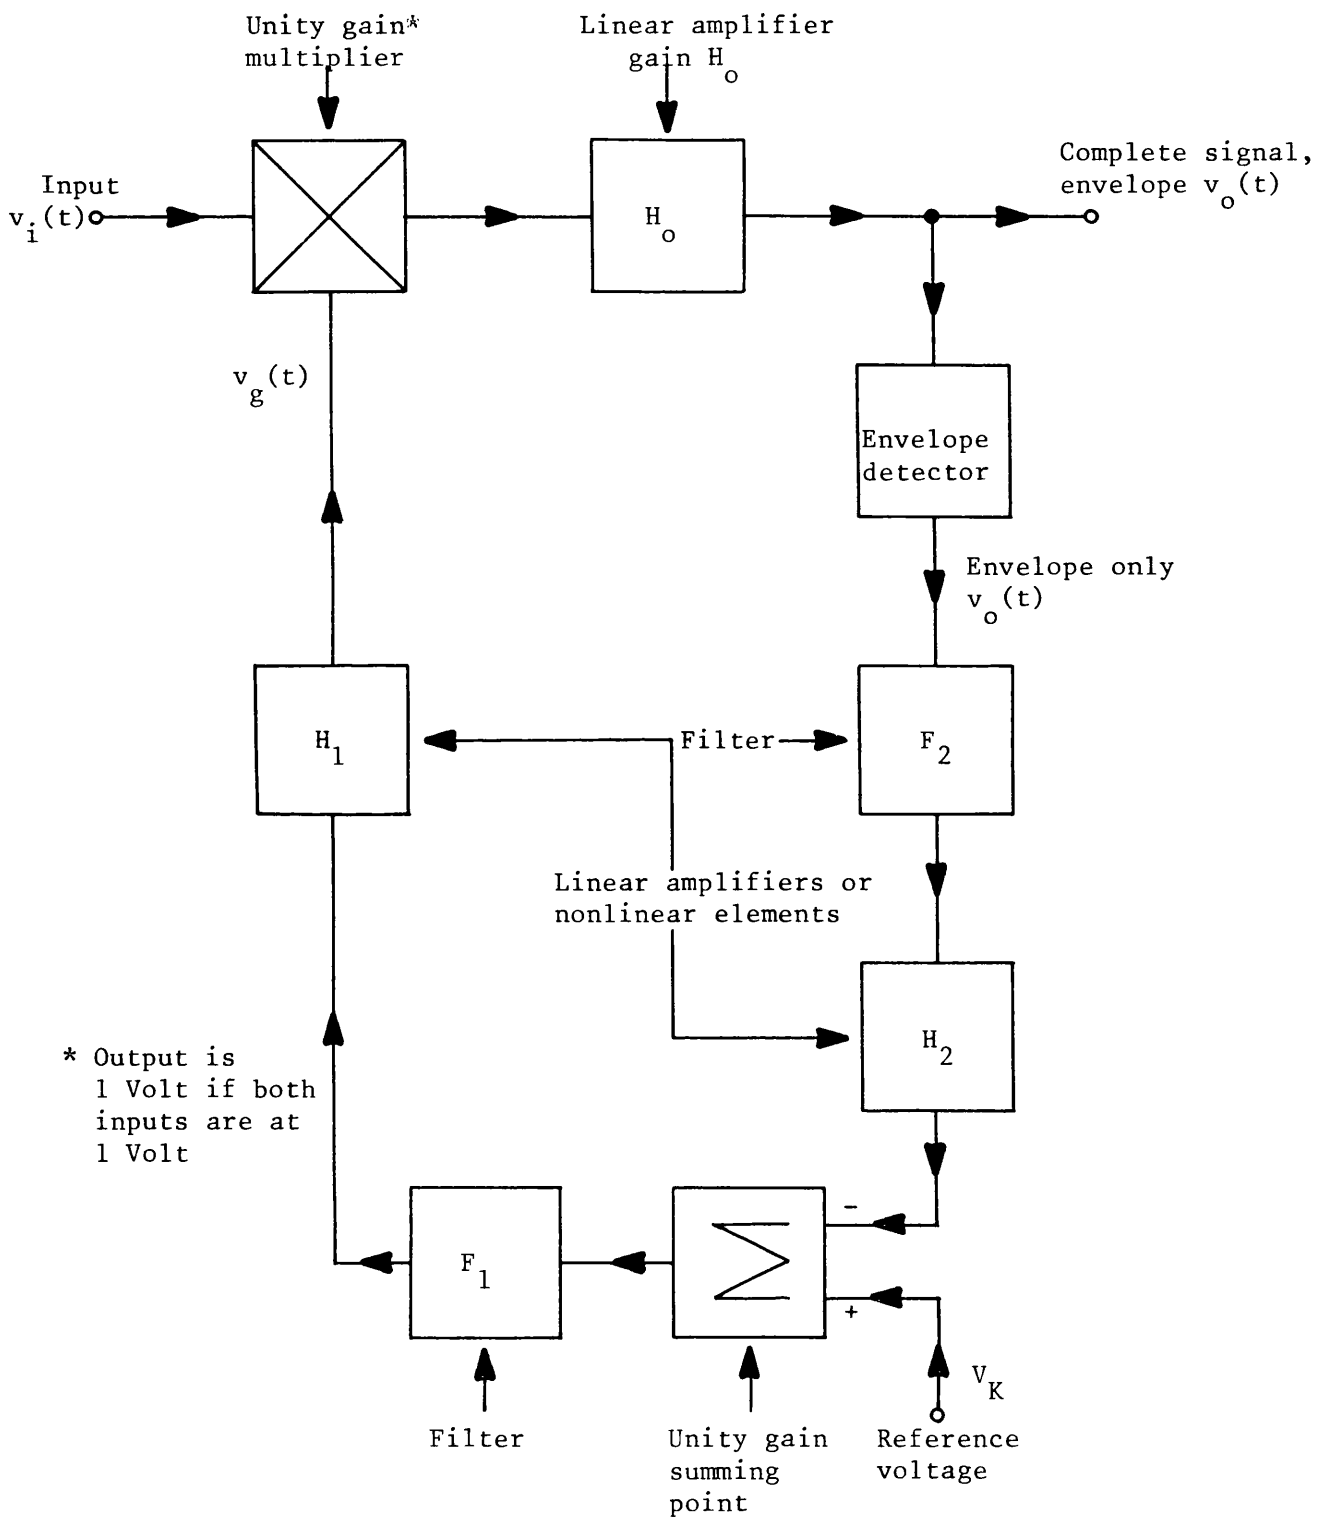 Unity gain*
multiplier
Linear amplifier
gain H_o
Complete signal,
envelope v_o(t)
Input
v_i(t)
H_o
v_g(t)
Envelope
detector
Envelope only
v_o(t)
H_1
Filter
F_2
Linear amplifiers or
nonlinear elements
H_2
* Output is
1 Volt if both
inputs are at
1 Volt
-
F_1
Σ
+
V_K
Filter
Unity gain
summing
point
Reference
voltage